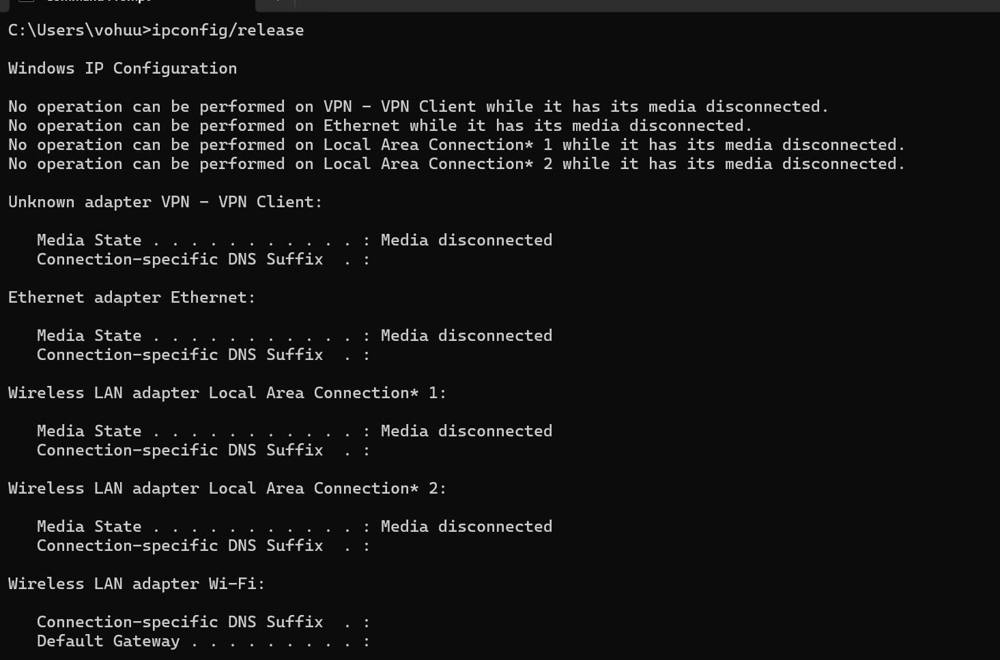 Command Prompt
C:\Users\vohuu>ipconfig/release
Windows IP Configuration
No operation can be performed on VPN - VPN Client while it has its media disconnected.
No operation can be performed on Ethernet while it has its media disconnected.
No operation can be performed on Local Area Connection* 1 while it has its media disconnected.
No operation can be performed on Local Area Connection* 2 while it has its media disconnected.
Unknown adapter VPN - VPN Client:
Media State . . . . . . . . . . . : Media disconnected
Connection-specific DNS Suffix  . :
Ethernet adapter Ethernet:
Media State . . . . . . . . . . . : Media disconnected
Connection-specific DNS Suffix  . :
Wireless LAN adapter Local Area Connection* 1:
Media State . . . . . . . . . . . : Media disconnected
Connection-specific DNS Suffix  . :
Wireless LAN adapter Local Area Connection* 2:
Media State . . . . . . . . . . . : Media disconnected
Connection-specific DNS Suffix  . :
Wireless LAN adapter Wi-Fi:
Connection-specific DNS Suffix  . :
Default Gateway . . . . . . . . . :